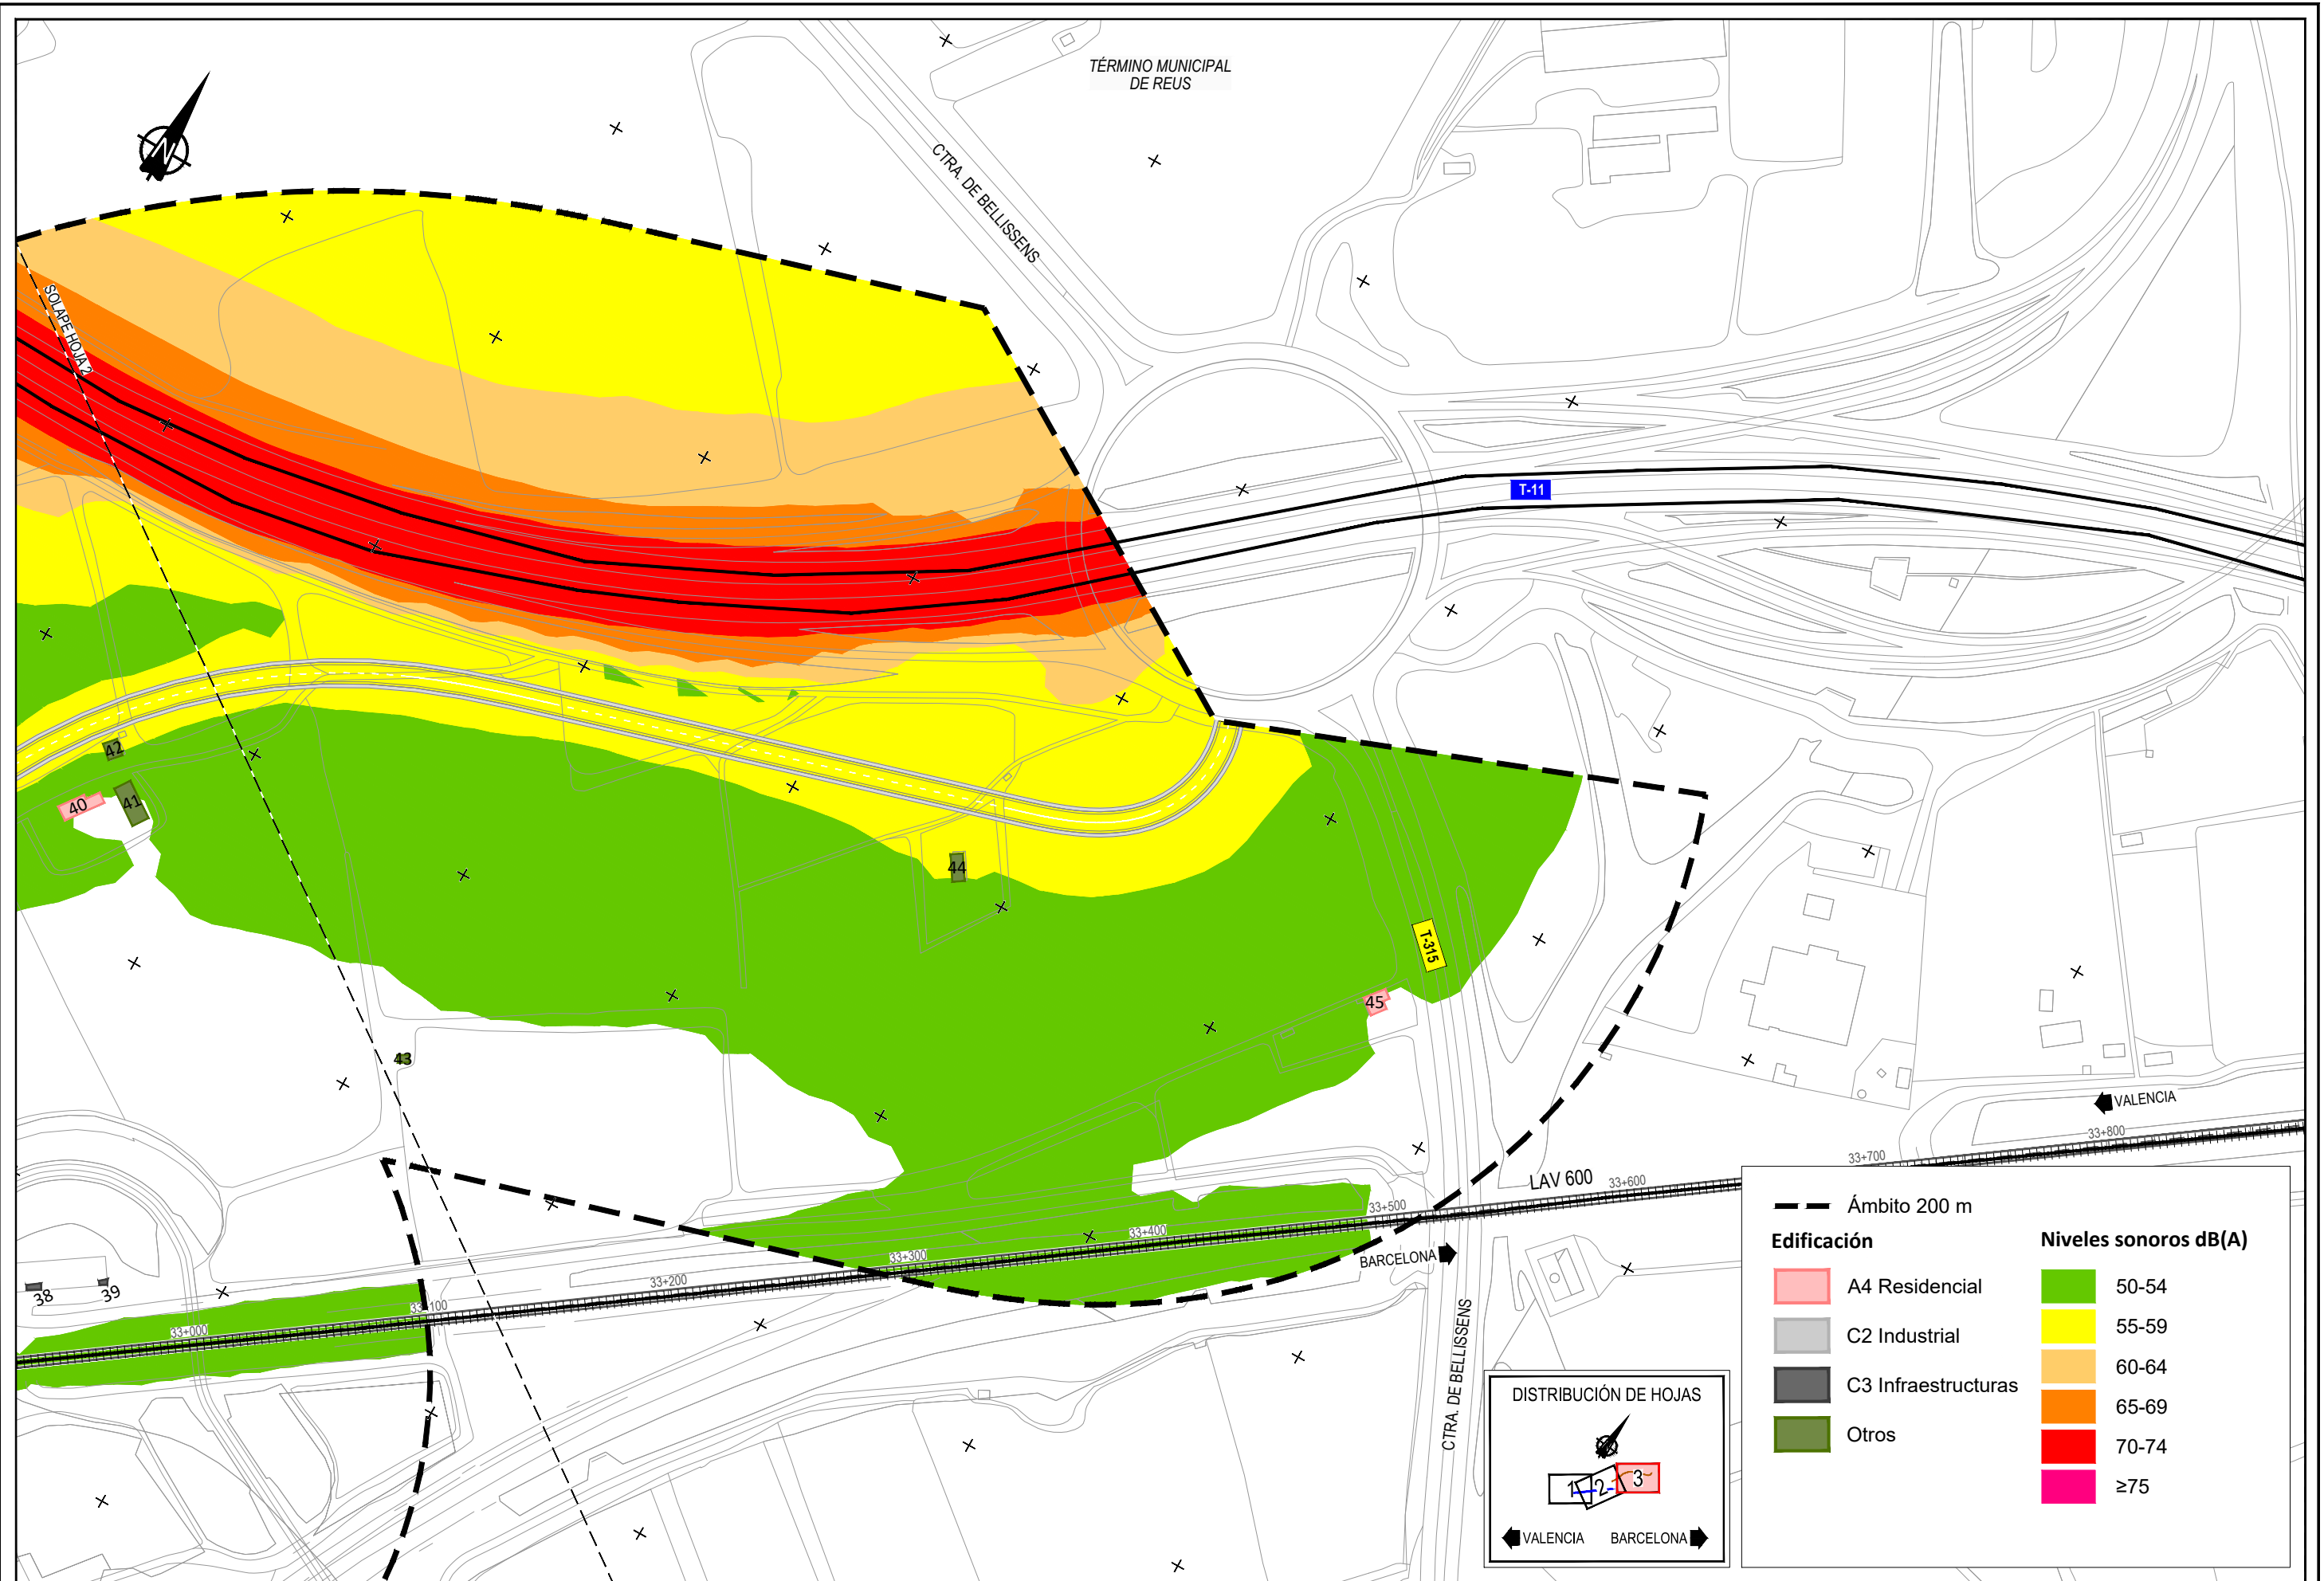 TÉRMINO MUNICIPAL
DE REUS
N
CTRA. DE BELLISSENS
SOLAPE HOJA 2
T-11
42
40
41
44
T-315
45
43
VALENCIA
33+800
33+700
LAV 600
33+600
33+500
33+400
BARCELONA
33+300
33+200
38
39
33+100
33+000
CTRA. DE BELLISSENS
DISTRIBUCIÓN DE HOJAS
1
2
3
VALENCIA
BARCELONA
Ámbito 200 m
Edificación
A4 Residencial
C2 Industrial
C3 Infraestructuras
Otros
Niveles sonoros dB(A)
50-54
55-59
60-64
65-69
70-74
≥75